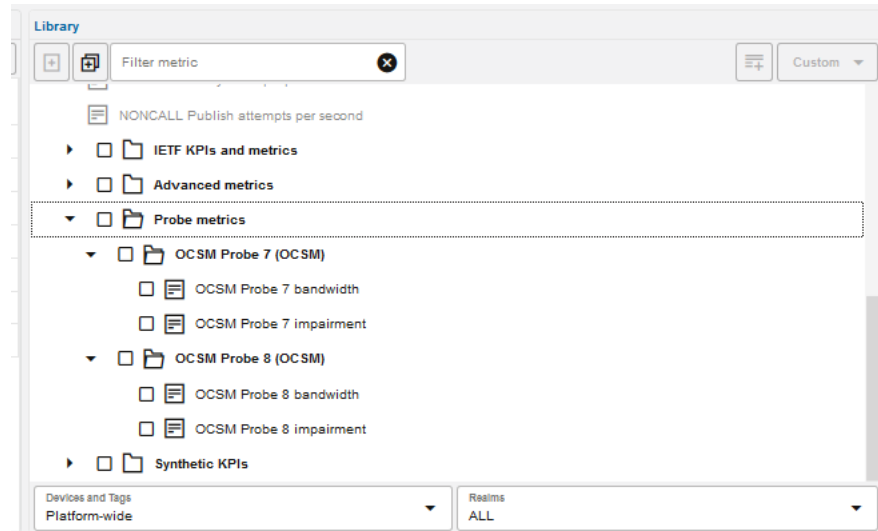 Library
Filter metric
Custom
NONCALL Publish attempts per second
IETF KPIs and metrics
Advanced metrics
Probe metrics
OCSM Probe 7 (OCSM)
OCSM Probe 7 bandwidth
OCSM Probe 7 impairment
OCSM Probe 8 (OCSM)
OCSM Probe 8 bandwidth
OCSM Probe 8 impairment
Synthetic KPIs
Devices and Tags
Platform-wide
Realms
ALL